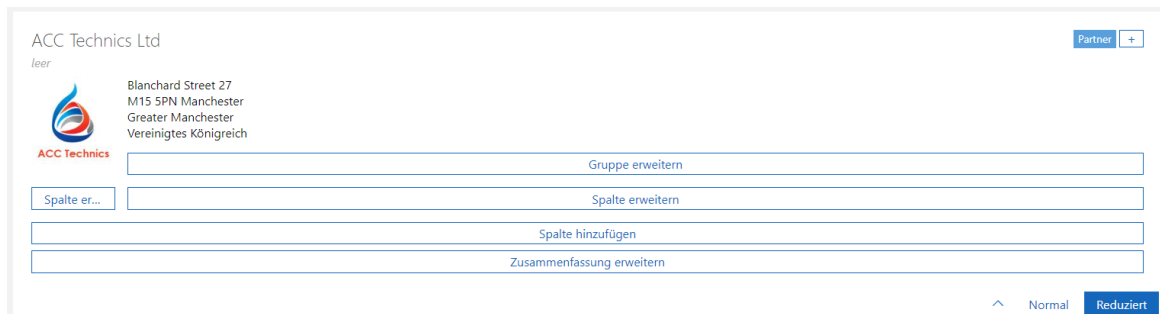 ACC Technics Ltd
Partner +
leer
Blanchard Street 27
M15 5PN Manchester
Greater Manchester
Vereinigtes Königreich
ACC Technics
Gruppe erweitern
Spalte er... Spalte erweitern
Spalte hinzufügen
Zusammenfassung erweitern
Normal Reduziert